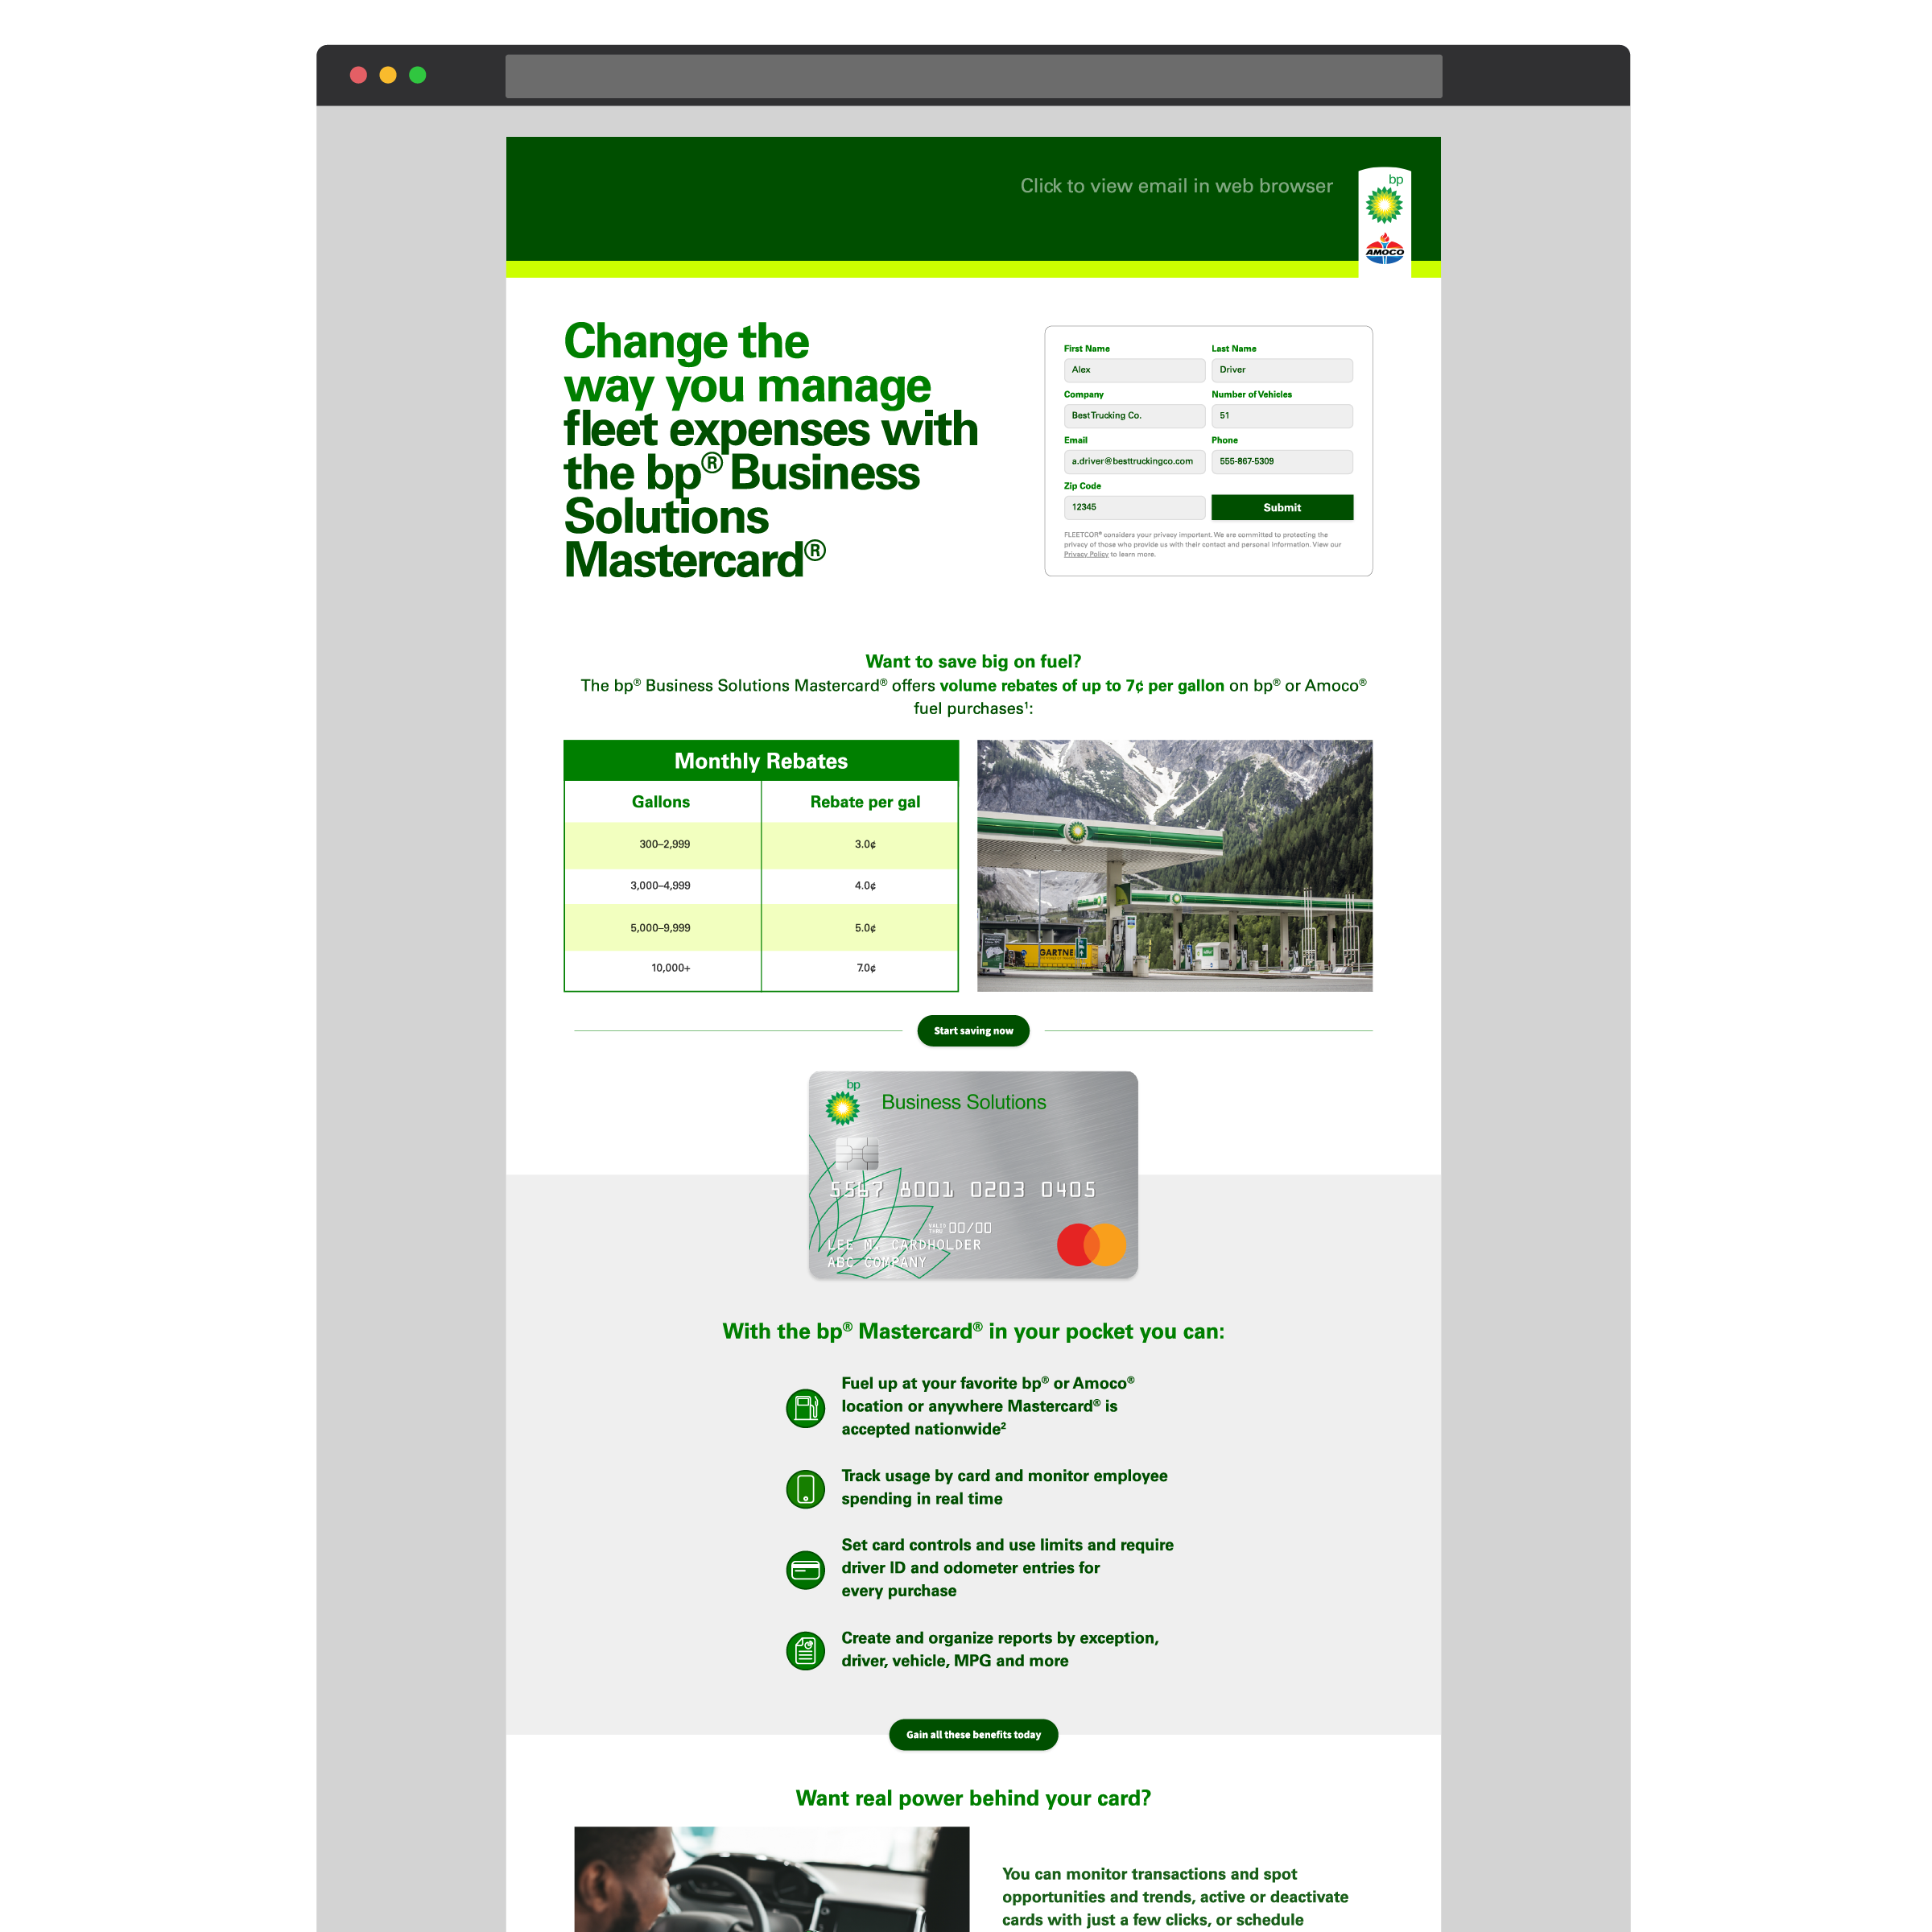 Click to view email in web browser
bp
AMOCO
Change the
way you manage
fleet expenses with
the bp® Business
Solutions
Mastercard®
First Name Last Name
Alex Driver
Company Number of Vehicles
Best Trucking Co. 51
Email Phone
a.driver@besttruckingco.com 555-867-5309
Zip Code
12345 Submit
FLEETCOR® considers your privacy important. We are committed to protecting the
privacy of those who provide us with their contact and personal information. View our
Privacy Policy to learn more.
Want to save big on fuel?
The bp® Business Solutions Mastercard® offers volume rebates of up to 7¢ per gallon on bp® or Amoco®
fuel purchases¹:
Monthly Rebates
Gallons Rebate per gal
300–2,999 3.0¢
3,000–4,999 4.0¢
5,000–9,999 5.0¢
10,000+ 7.0¢
GARTNE
Start saving now
bp
Business Solutions
5567 8001 0203 0405
VALID
THRU 00/00
LEE M. CARDHOLDER
ABC COMPANY
With the bp® Mastercard® in your pocket you can:
Fuel up at your favorite bp® or Amoco®
location or anywhere Mastercard® is
accepted nationwide²
Track usage by card and monitor employee
spending in real time
Set card controls and use limits and require
driver ID and odometer entries for
every purchase
Create and organize reports by exception,
driver, vehicle, MPG and more
Gain all these benefits today
Want real power behind your card?
You can monitor transactions and spot
opportunities and trends, active or deactivate
cards with just a few clicks, or schedule